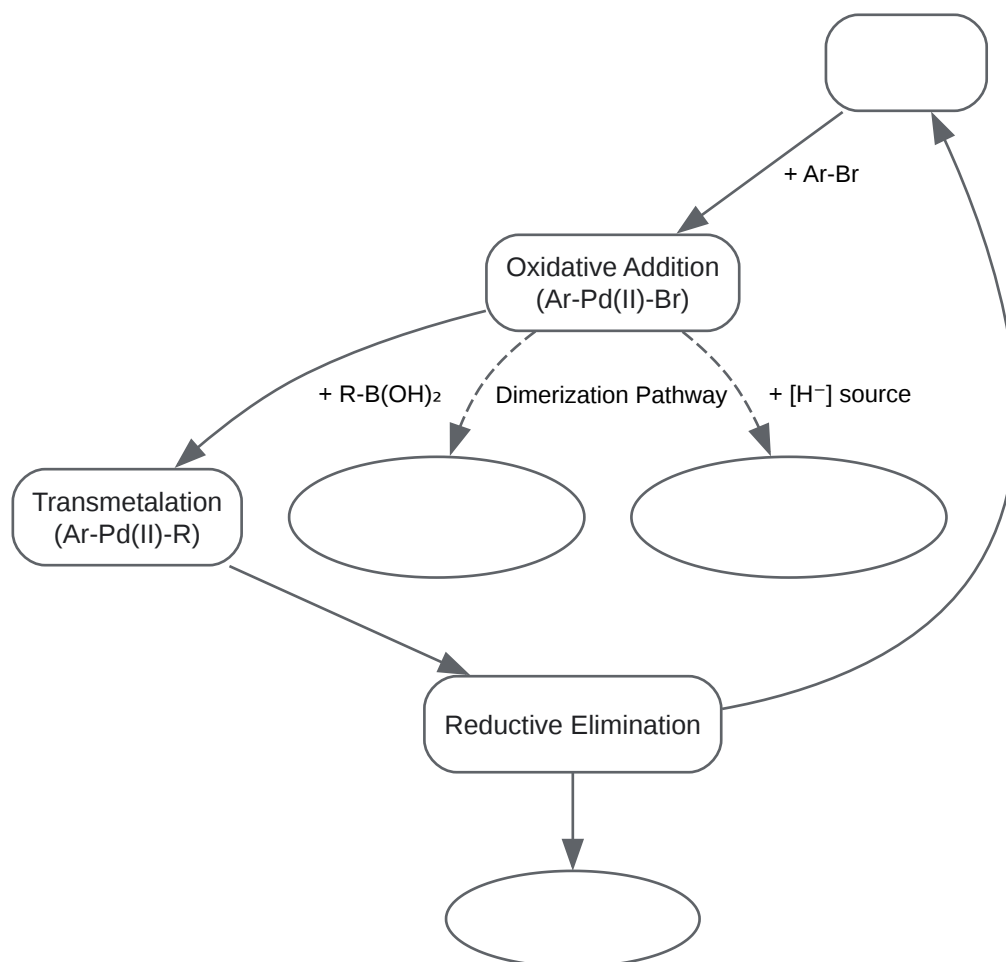 + Ar-Br
Oxidative Addition
(Ar-Pd(II)-Br)
+ R-B(OH)₂
Dimerization Pathway
+ [H⁻] source
Transmetalation
(Ar-Pd(II)-R)
Reductive Elimination